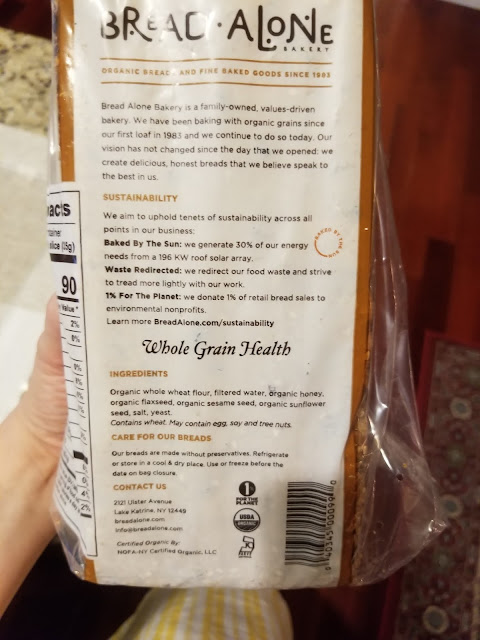 BREAD·ALONE
BAKERY
ORGANIC BREADS AND FINE BAKED GOODS SINCE 1983
Bread Alone Bakery is a family-owned, values-driven
bakery. We have been baking with organic grains since
our first loaf in 1983 and we continue to do so today. Our
vision has not changed since the day that we opened: we
create delicious, honest breads that we believe speak to
the best in us.
SUSTAINABILITY
We aim to uphold tenets of sustainability across all
points in our business:
Baked By The Sun: we generate 30% of our energy
needs from a 196 KW roof solar array.
BAKED BY THE SUN
Waste Redirected: we redirect our food waste and strive
to tread more lightly with our work.
1% For The Planet: we donate 1% of retail bread sales to
environmental nonprofits.
Learn more BreadAlone.com/sustainability
Whole Grain Health
INGREDIENTS
Organic whole wheat flour, filtered water, organic honey,
organic flaxseed, organic sesame seed, organic sunflower
seed, salt, yeast.
Contains wheat. May contain egg, soy and tree nuts.
CARE FOR OUR BREADS
Our breads are made without preservatives. Refrigerate
or store in a cool & dry place. Use or freeze before the
date on bag closure.
CONTACT US
2121 Ulster Avenue
Lake Katrine, NY 12449
breadalone.com
info@breadalone.com
Certified Organic By:
NOFA-NY Certified Organic, LLC
1%
FOR THE
PLANET
USDA
ORGANIC
90
2%